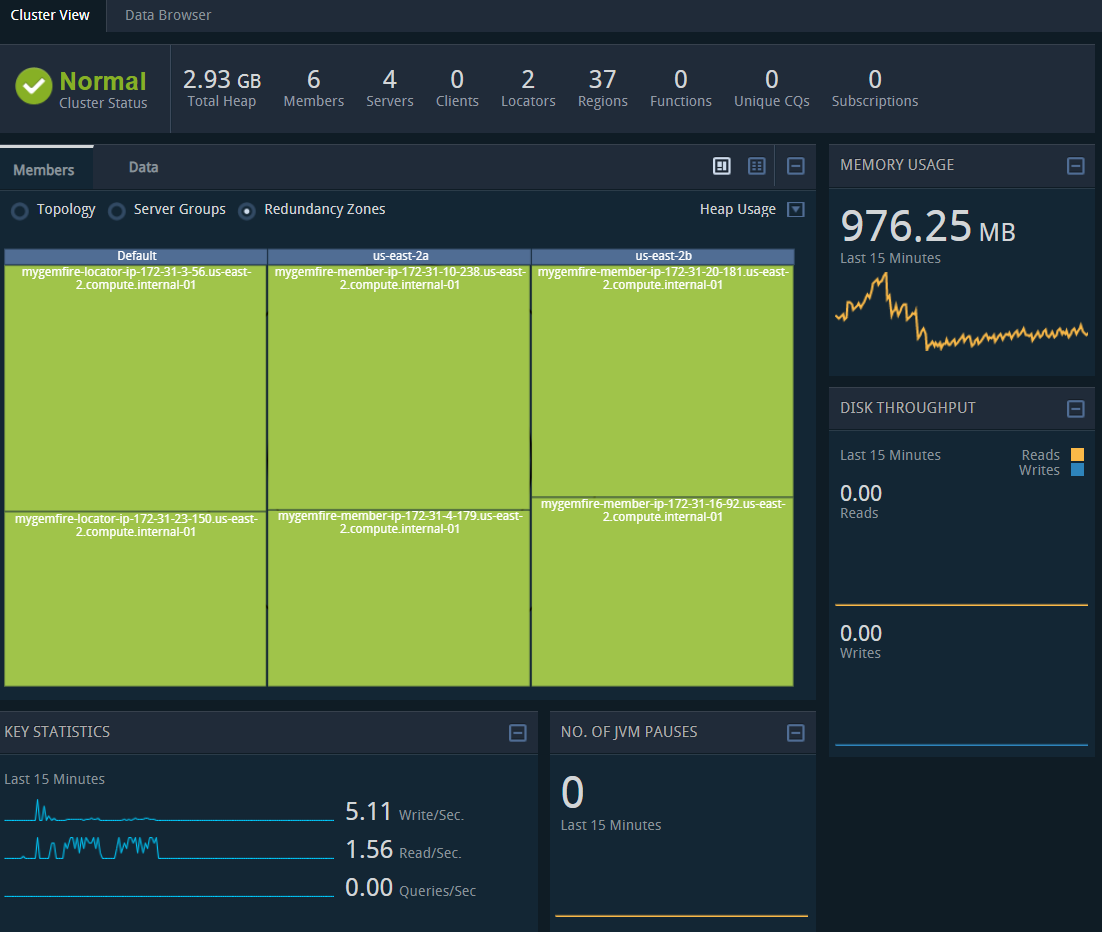 Cluster View
Data Browser
Normal
Cluster Status
2.93 GB
Total Heap
6
Members
4
Servers
0
Clients
2
Locators
37
Regions
0
Functions
0
Unique CQs
0
Subscriptions
Members
Data
Topology
Server Groups
Redundancy Zones
Heap Usage
Default
mygemfire-locator-ip-172-31-3-56.us-east-
2.compute.internal-01
mygemfire-locator-ip-172-31-23-150.us-east-
2.compute.internal-01
us-east-2a
mygemfire-member-ip-172-31-10-238.us-east-
2.compute.internal-01
mygemfire-member-ip-172-31-4-179.us-east-
2.compute.internal-01
us-east-2b
mygemfire-member-ip-172-31-20-181.us-east-
2.compute.internal-01
mygemfire-member-ip-172-31-16-92.us-east-
2.compute.internal-01
MEMORY USAGE
976.25 MB
Last 15 Minutes
DISK THROUGHPUT
Last 15 Minutes
Reads
Writes
0.00
Reads
0.00
Writes
KEY STATISTICS
Last 15 Minutes
5.11 Write/Sec.
1.56 Read/Sec.
0.00 Queries/Sec
NO. OF JVM PAUSES
0
Last 15 Minutes